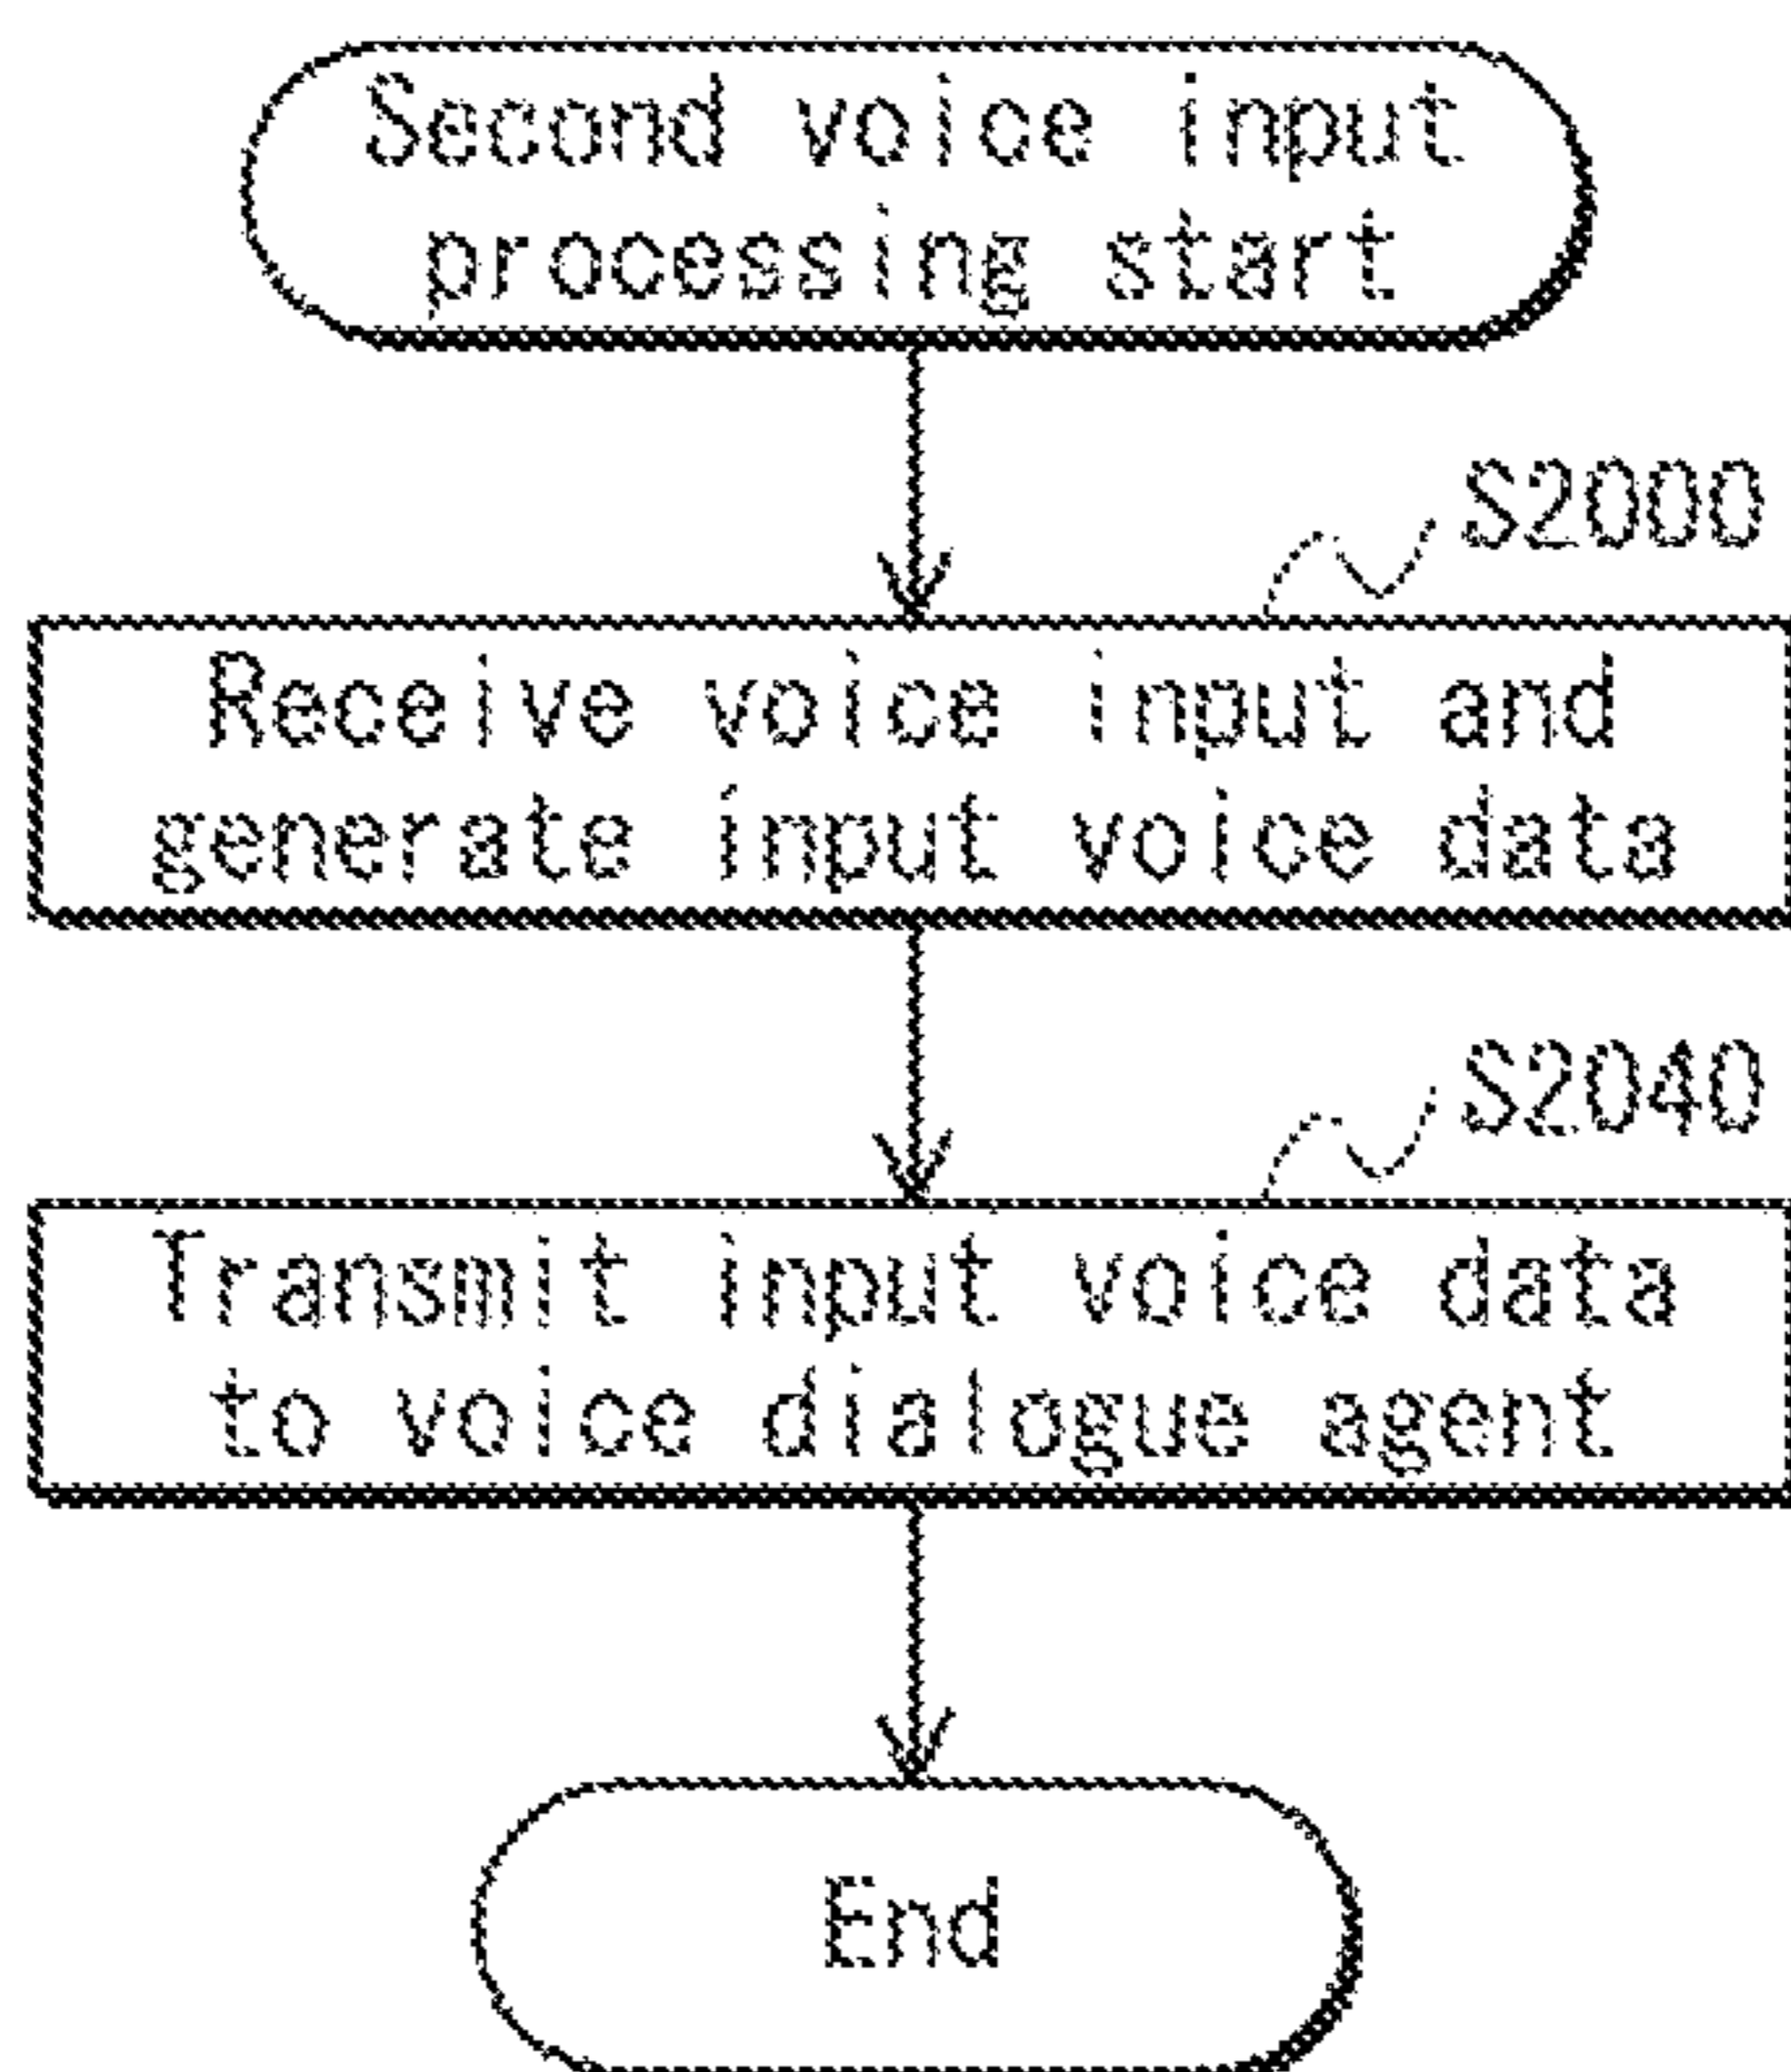 Second voice input
processing start
S2000
Receive voice input and
generate input voice data
S2040
Transmit input voice data
to voice dialogue agent
End